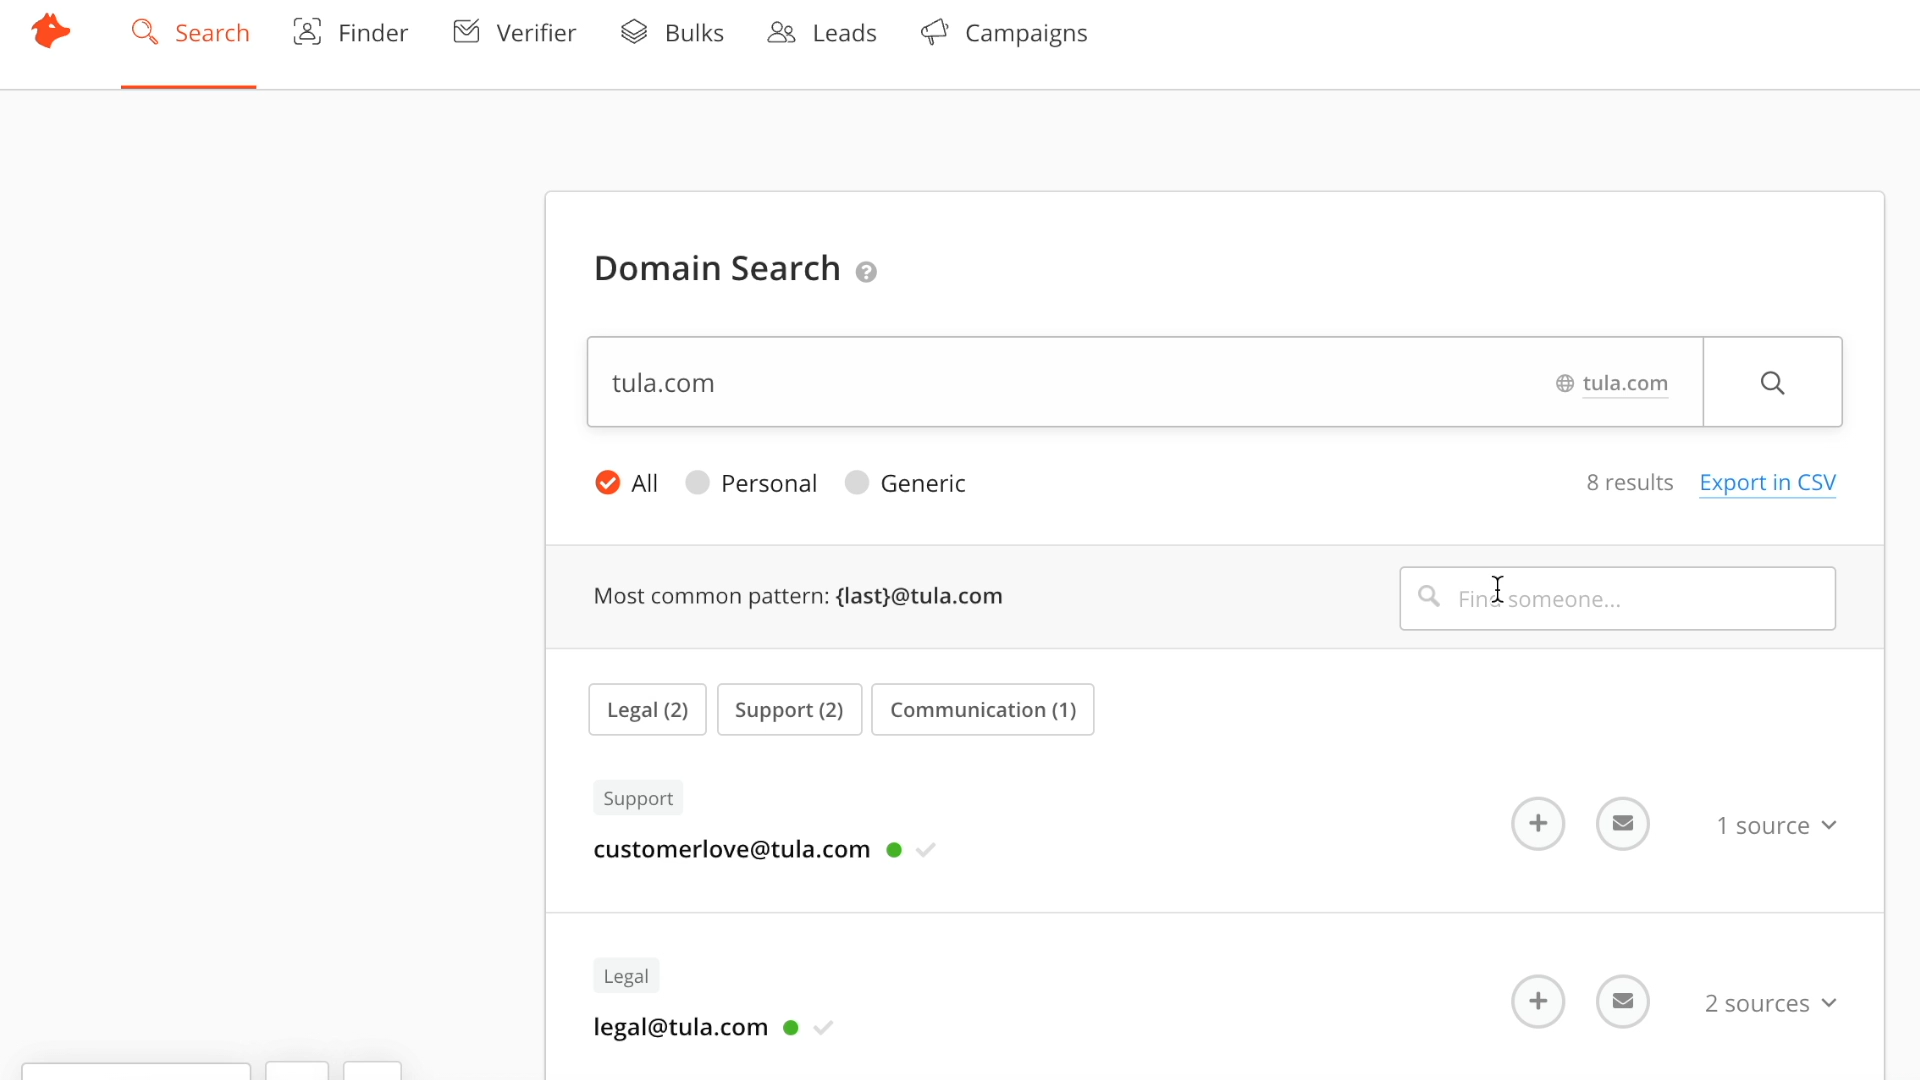 Search Finder Verifier Bulks Leads Campaigns
Domain Search ?
tula.com tula.com
All Personal Generic 8 results Export in CSV
Most common pattern: {last}@tula.com Find someone...
Legal (2) Support (2) Communication (1)
Support
customerlove@tula.com 1 source
Legal
legal@tula.com 2 sources